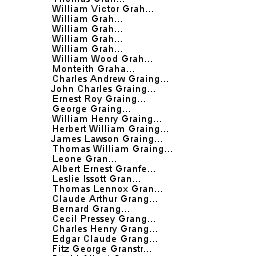 Thomas Grah...
William Victor Grah...
William Grah...
William Grah...
William Grah...
William Grah...
William Wood Grah...
Monteith Graha...
Charles Andrew Graing...
John Charles Graing...
Ernest Roy Graing...
George Graing...
William Henry Graing...
Herbert William Graing...
James Lawson Graing...
Thomas William Graing...
Leone Gran...
Albert Ernest Granfe...
Leslie Issott Gran...
Thomas Lennox Gran...
Claude Arthur Grang...
Bernard Grang...
Cecil Pressey Grang...
Charles Henry Grang...
Edgar Claude Grang...
Fitz George Granstr...